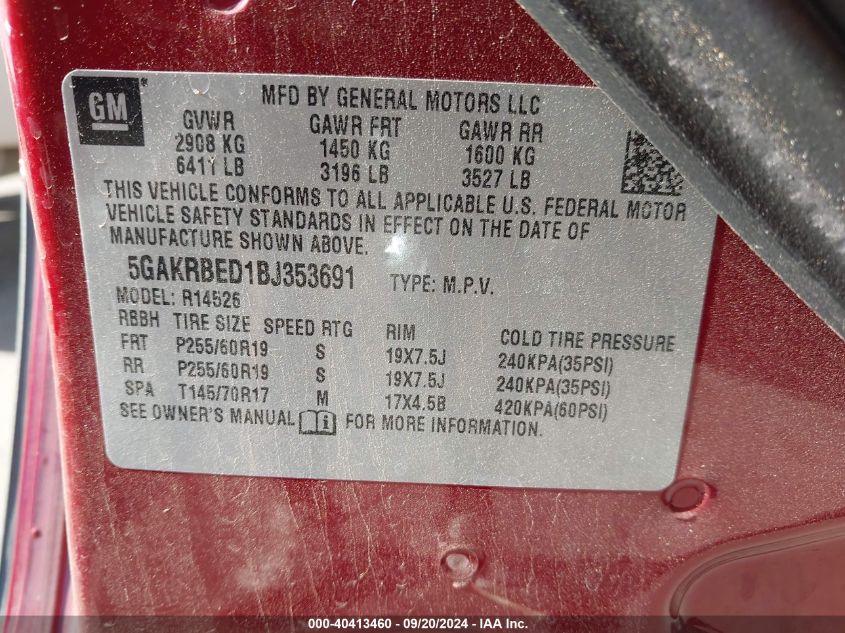 GM
MFD BY GENERAL MOTORS LLC
GVWR GAWR FRT GAWR RR
2908 KG 1450 KG 1600 KG
6411 LB 3196 LB 3527 LB
THIS VEHICLE CONFORMS TO ALL APPLICABLE U.S. FEDERAL MOTOR
VEHICLE SAFETY STANDARDS IN EFFECT ON THE DATE OF
MANUFACTURE SHOWN ABOVE.
5GAKRBED1BJ353691 TYPE: M.P.V.
MODEL: R14526
RBBH TIRE SIZE SPEED RTG RIM COLD TIRE PRESSURE
FRT P255/60R19 S 19X7.5J 240KPA(35PSI)
RR P255/60R19 S 19X7.5J 240KPA(35PSI)
SPA T145/70R17 M 17X4.5B 420KPA(60PSI)
SEE OWNER'S MANUAL FOR MORE INFORMATION.
000-40413460 - 09/20/2024 - IAA Inc.